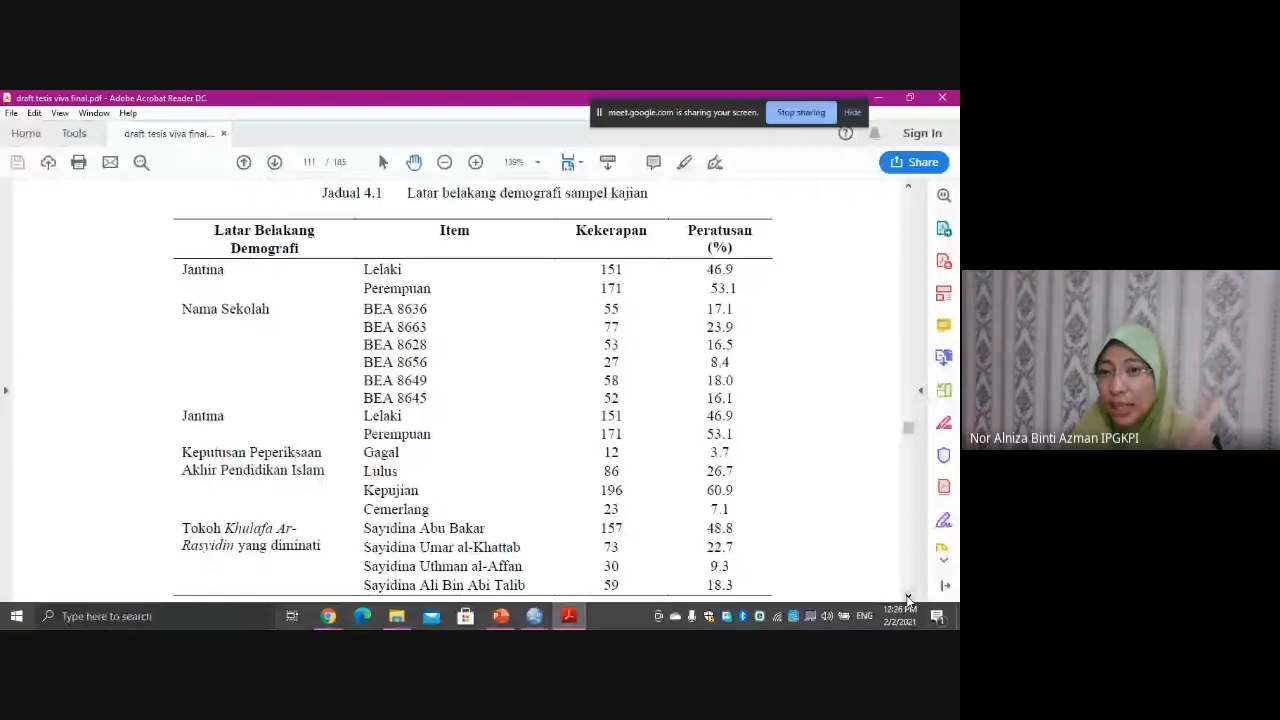 draft tesis viva final.pdf - Adobe Acrobat Reader DC
File Edit View Window Help
meet.google.com is sharing your screen. Stop sharing Hide
Home Tools draft tesis viva final... × Sign In
111 / 185 139% Share
Jadual 4.1 Latar belakang demografi sampel kajian
Latar Belakang Demografi Item Kekerapan Peratusan (%)
Jantina Lelaki 151 46.9
Perempuan 171 53.1
Nama Sekolah BEA 8636 55 17.1
BEA 8663 77 23.9
BEA 8628 53 16.5
BEA 8656 27 8.4
BEA 8649 58 18.0
BEA 8645 52 16.1
Jantina Lelaki 151 46.9
Perempuan 171 53.1
Keputusan Peperiksaan Gagal 12 3.7
Akhir Pendidikan Islam Lulus 86 26.7
Kepujian 196 60.9
Cemerlang 23 7.1
Tokoh Khulafa Ar- Sayidina Abu Bakar 157 48.8
Rasyidin yang diminati Sayidina Umar al-Khattab 73 22.7
Sayidina Uthman al-Affan 30 9.3
Sayidina Ali Bin Abi Talib 59 18.3
Nor Alniza Binti Azman IPGKPI
Type here to search ENG 12:26 PM
2/2/2021